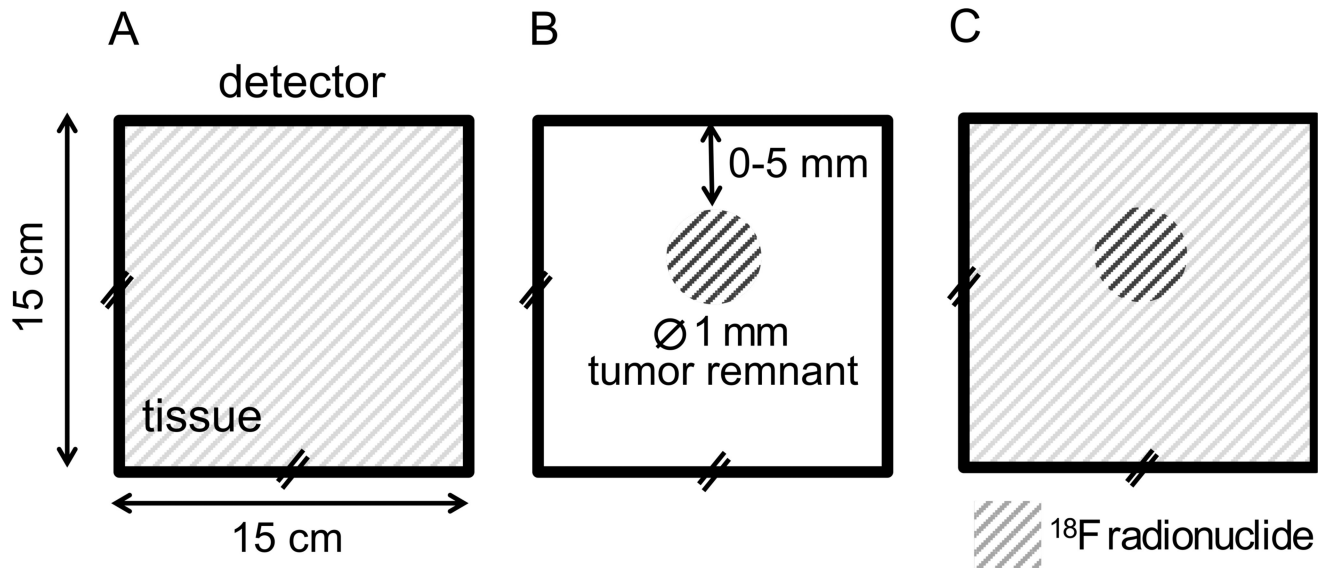 A
B
C
detector
15 cm
tissue
15 cm
0-5 mm
∅ 1 mm
tumor remnant
¹⁸F radionuclide